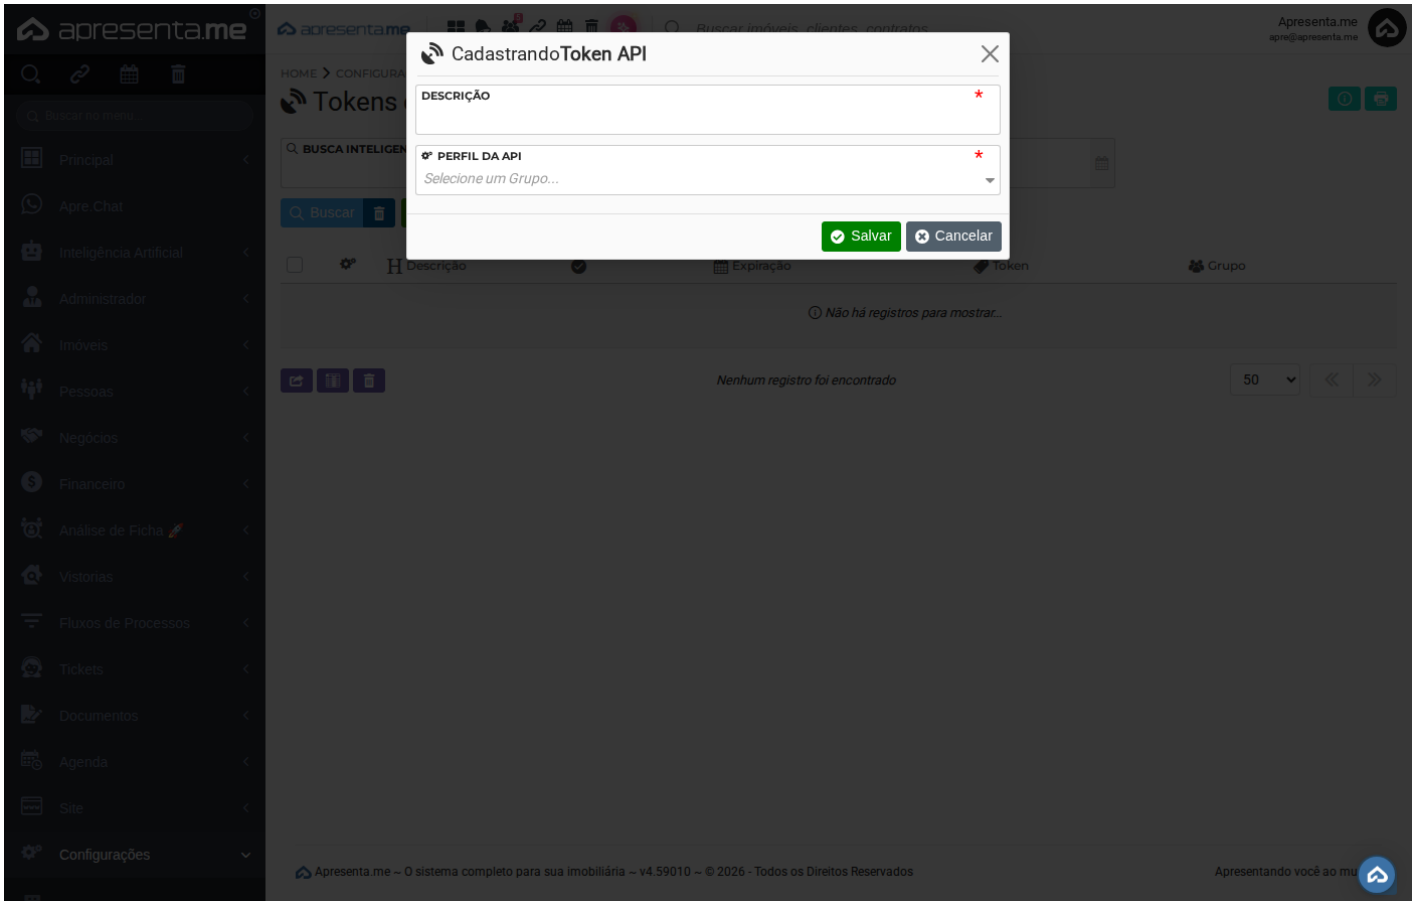 apresenta.me
apresenta.me
Buscar imóveis, clientes, contratos...
Apresenta.me
apre@apresenta.me
CadastrandoToken API
HOME
CONFIGURA
Tokens
Buscar no menu...
DESCRIÇÃO *
BUSCA INTELIGEN
PERFIL DA API *
Selecione um Grupo...
Principal
Apre.Chat
Buscar
Salvar
Cancelar
Inteligência Artificial
Descrição
Expiração
Token
Grupo
Administrador
Não há registros para mostrar...
Imóveis
Nenhum registro foi encontrado
50
Pessoas
Negócios
Financeiro
Análise de Ficha 🚀
Vistorias
Fluxos de Processos
Tickets
Documentos
Agenda
Site
Configurações
Apresenta.me ~ O sistema completo para sua imobiliária ~ v4.59010 ~ © 2026 - Todos os Direitos Reservados
Apresentando você ao mu